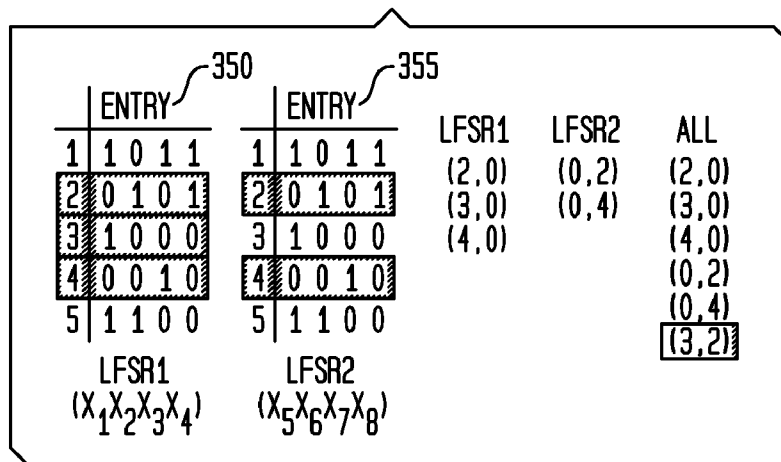 350 355
ENTRY ENTRY LFSR1 LFSR2 ALL
1 1 0 1 1 1 1 0 1 1 (2,0) (0,2) (2,0)
2 0 1 0 1 2 0 1 0 1 (3,0) (0,4) (3,0)
3 1 0 0 0 3 1 0 0 0 (4,0) (4,0)
4 0 0 1 0 4 0 0 1 0 (0,2)
5 1 1 0 0 5 1 1 0 0 (0,4)
(3,2)
LFSR1 LFSR2
(X1X2X3X4) (X5X6X7X8)